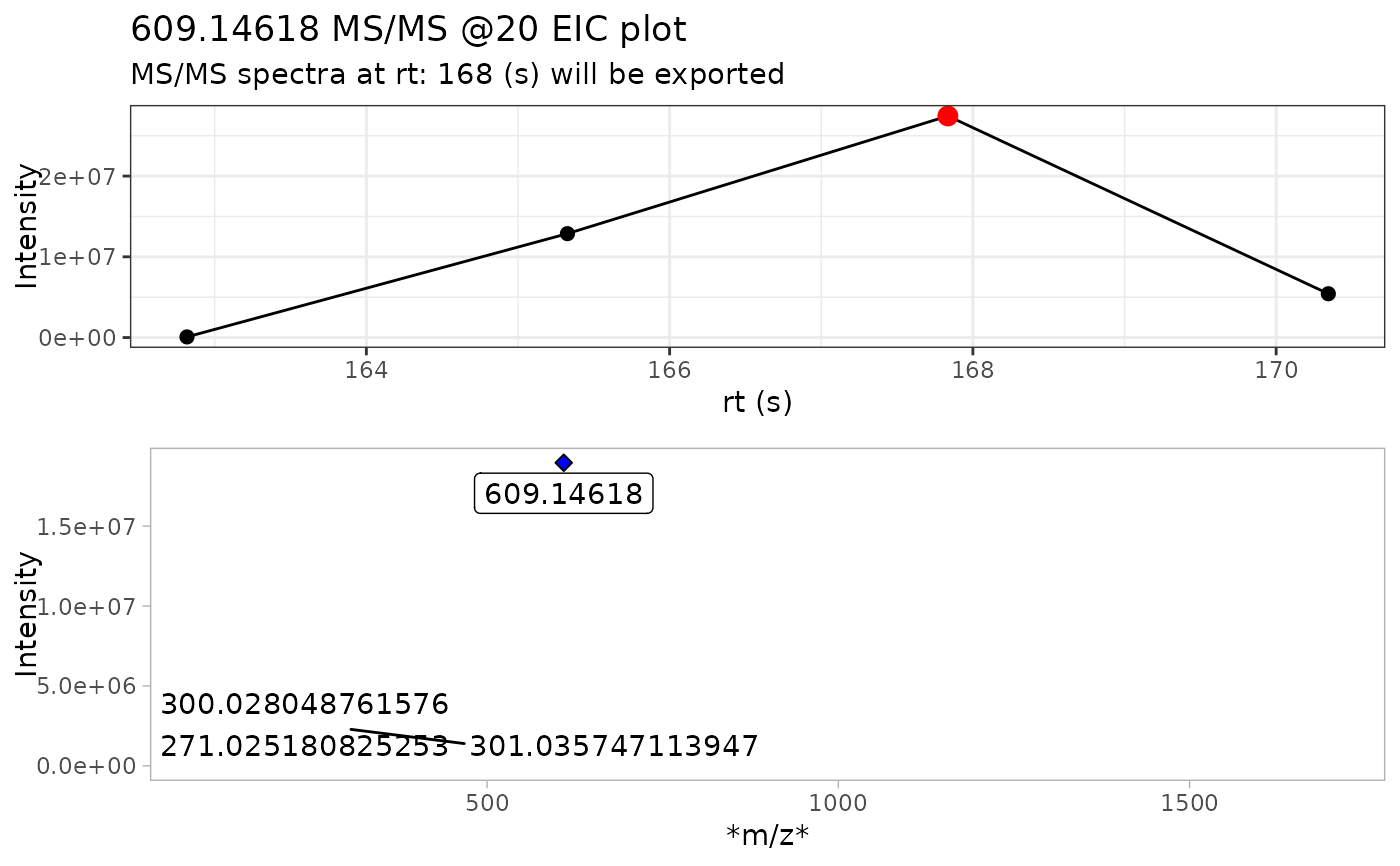 609.14618 MS/MS @20 EIC plot
MS/MS spectra at rt: 168 (s) will be exported
Intensity
2e+07
1e+07
0e+00
164 166 168 170
rt (s)
609.14618
Intensity
1.5e+07
1.0e+07
5.0e+06
0.0e+00
300.028048761576
271.025180825253 301.035747113947
500 1000 1500
*m/z*